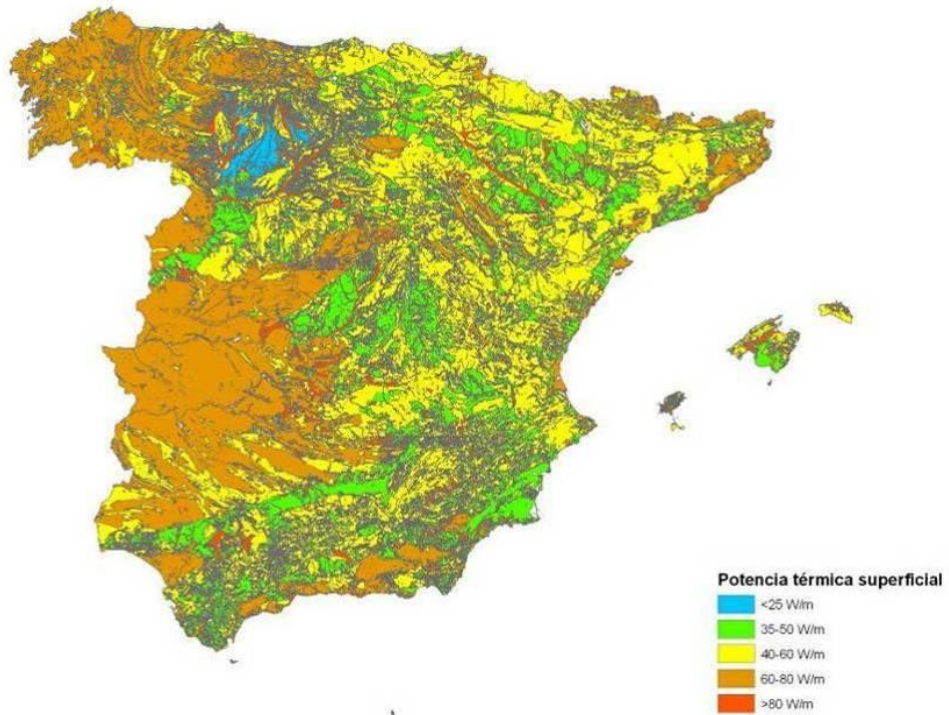 Potencia térmica superficial
<25 W/m
35-50 W/m
40-60 W/m
60-80 W/m
>80 W/m